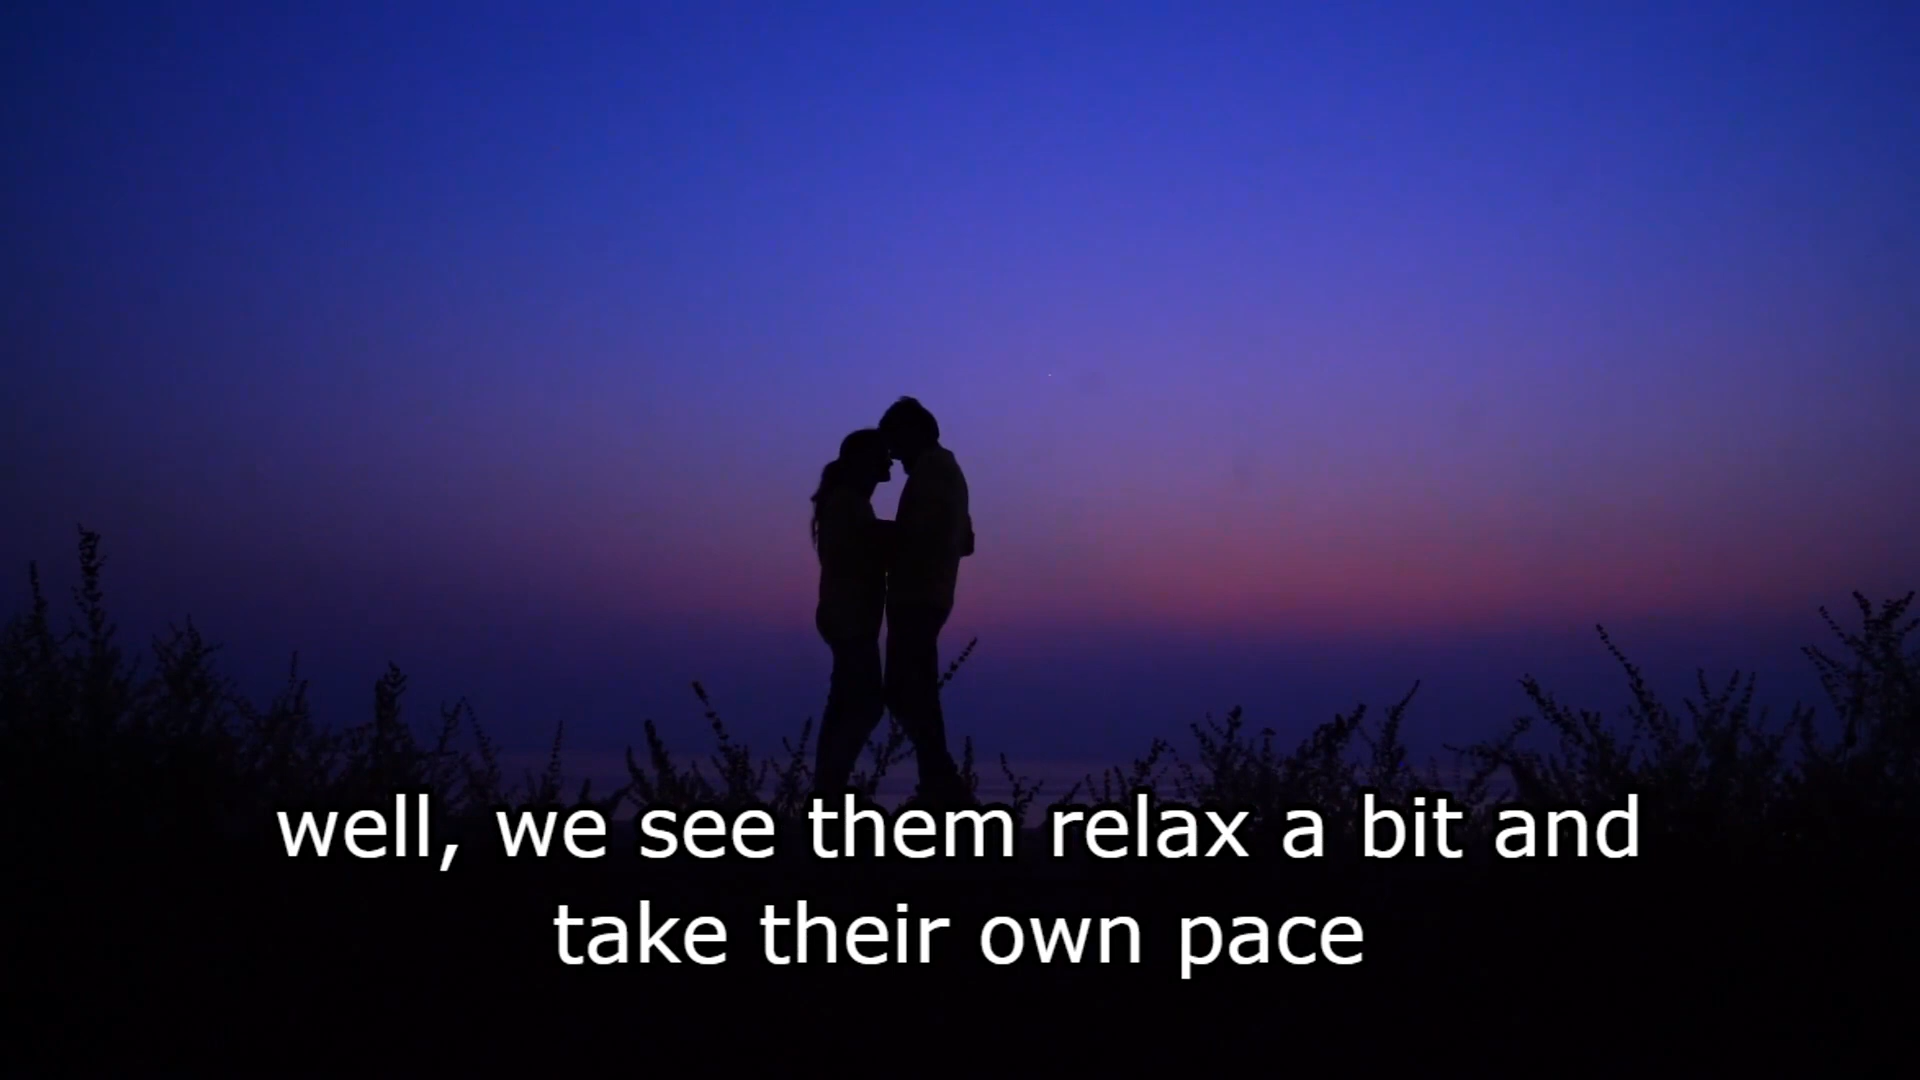 well, we see them relax a bit and
take their own pace